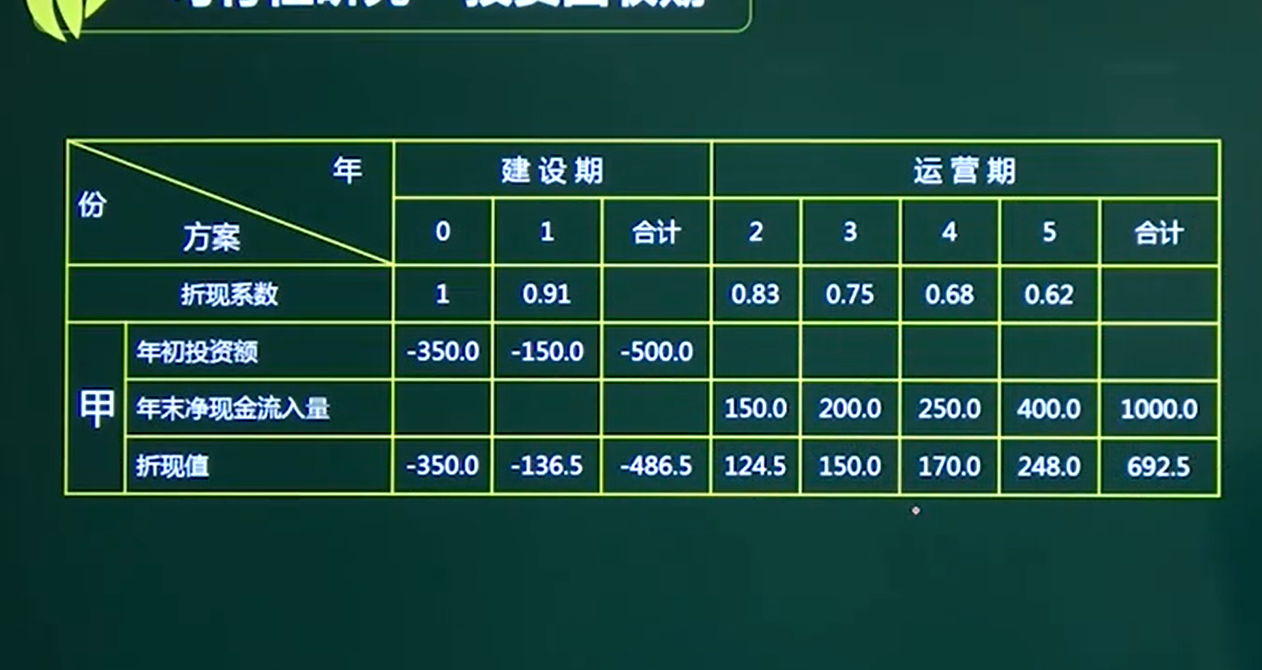 年
份
方案
建设期
运营期
0 1 合计 2 3 4 5 合计
折现系数 1 0.91 0.83 0.75 0.68 0.62
甲
年初投资额 -350.0 -150.0 -500.0
年末净现金流入量 150.0 200.0 250.0 400.0 1000.0
折现值 -350.0 -136.5 -486.5 124.5 150.0 170.0 248.0 692.5